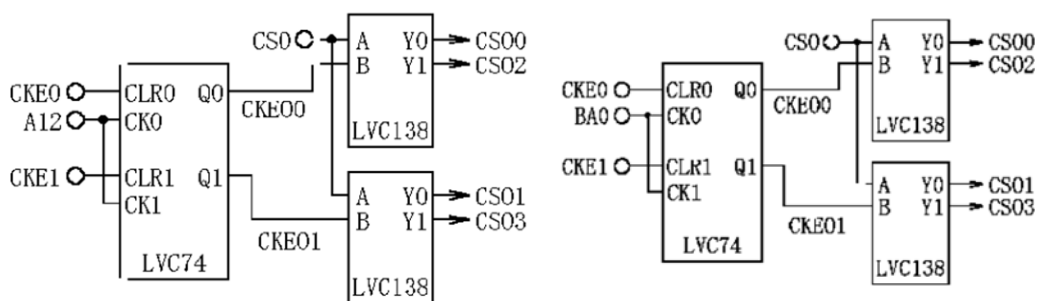 CS0 A Y0 CS00
B Y1 CS02
CKE0 CLR0 Q0 CKE00
A12 CK0 LVC138
CKE1 CLR1 Q1 A Y0 CS01
CK1 B Y1 CS03
CKE01
LVC74 LVC138
CS0 A Y0 CS00
B Y1 CS02
CKE0 CLR0 Q0 CKE00
BA0 CK0 LVC138
CKE1 CLR1 Q1 A Y0 CS01
CK1 B Y1 CS03
CKE01
LVC74 LVC138